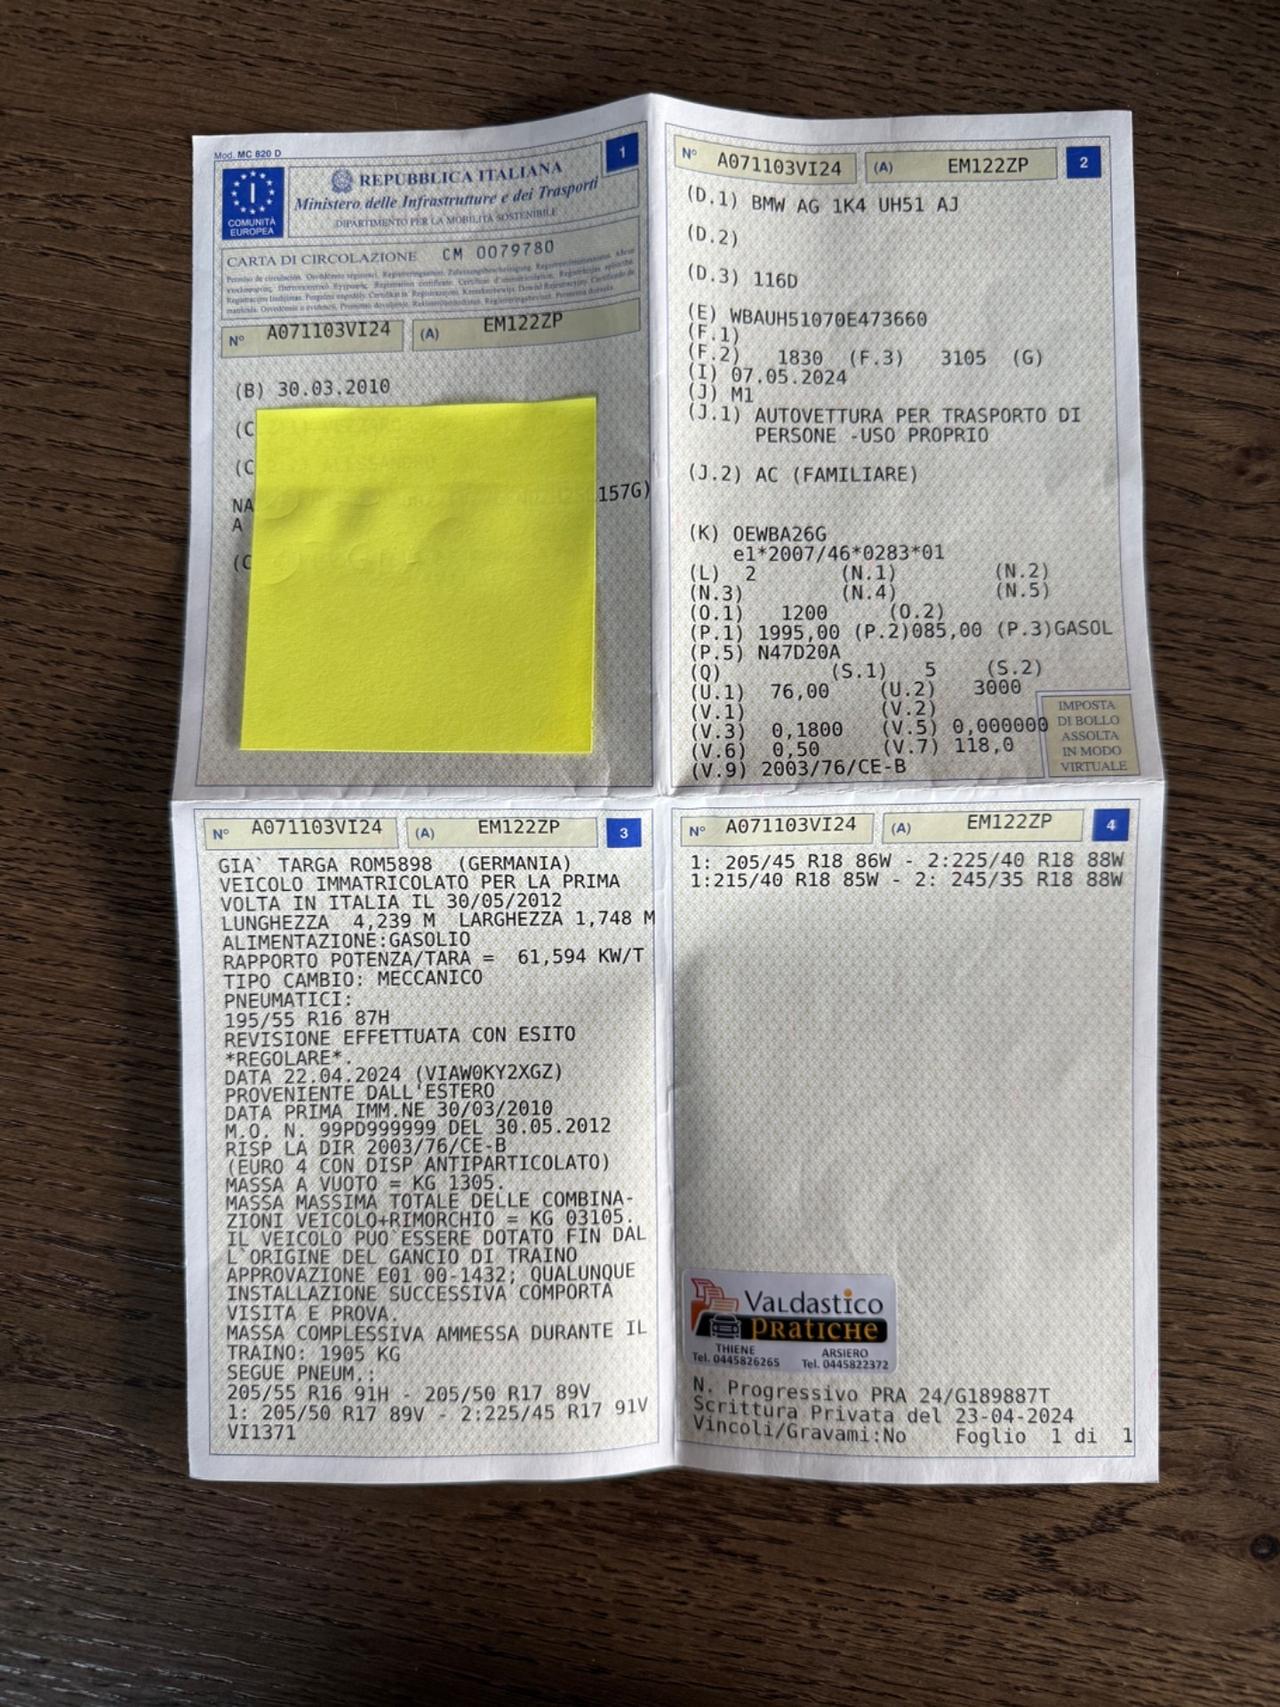 Mod. MC 820 D
1
I
COMUNITÀ
EUROPEA
REPUBBLICA ITALIANA
Ministero delle Infrastrutture e dei Trasporti
DIPARTIMENTO PER LA MOBILITÀ SOSTENIBILE
CARTA DI CIRCOLAZIONE CM 0079780
N° A071103VI24 (A) EM122ZP
(B) 30.03.2010
(C
(C
NA 157G)
A
(C
N° A071103VI24 (A) EM122ZP 2
(D.1) BMW AG 1K4 UH51 AJ
(D.2)
(D.3) 116D
(E) WBAUH51070E473660
(F.1)
(F.2) 1830 (F.3) 3105 (G)
(I) 07.05.2024
(J) M1
(J.1) AUTOVETTURA PER TRASPORTO DI
PERSONE -USO PROPRIO
(J.2) AC (FAMILIARE)
(K) OEWBA26G
e1*2007/46*0283*01
(L) 2 (N.1) (N.2)
(N.3) (N.4) (N.5)
(O.1) 1200 (O.2)
(P.1) 1995,00 (P.2)085,00 (P.3)GASOL
(P.5) N47D20A
(Q) (S.1) 5 (S.2)
(U.1) 76,00 (U.2) 3000
(V.1) (V.2)
(V.3) 0,1800 (V.5) 0,000000
(V.6) 0,50 (V.7) 118,0
(V.9) 2003/76/CE-B
IMPOSTA
DI BOLLO
ASSOLTA
IN MODO
VIRTUALE
N° A071103VI24 (A) EM122ZP 3
GIA` TARGA ROM5898 (GERMANIA)
VEICOLO IMMATRICOLATO PER LA PRIMA
VOLTA IN ITALIA IL 30/05/2012
LUNGHEZZA 4,239 M LARGHEZZA 1,748 M
ALIMENTAZIONE:GASOLIO
RAPPORTO POTENZA/TARA = 61,594 KW/T
TIPO CAMBIO: MECCANICO
PNEUMATICI:
195/55 R16 87H
REVISIONE EFFETTUATA CON ESITO
*REGOLARE*.
DATA 22.04.2024 (VIAW0KY2XGZ)
PROVENIENTE DALL'ESTERO
DATA PRIMA IMM.NE 30/03/2010
M.O. N. 99PD999999 DEL 30.05.2012
RISP LA DIR 2003/76/CE-B
(EURO 4 CON DISP ANTIPARTICOLATO)
MASSA A VUOTO = KG 1305.
MASSA MASSIMA TOTALE DELLE COMBINA-
ZIONI VEICOLO+RIMORCHIO = KG 03105.
IL VEICOLO PUO`ESSERE DOTATO FIN DAL
L`ORIGINE DEL GANCIO DI TRAINO
APPROVAZIONE E01 00-1432; QUALUNQUE
INSTALLAZIONE SUCCESSIVA COMPORTA
VISITA E PROVA.
MASSA COMPLESSIVA AMMESSA DURANTE IL
TRAINO: 1905 KG
SEGUE PNEUM.:
205/55 R16 91H - 205/50 R17 89V
1: 205/50 R17 89V - 2:225/45 R17 91V
VI1371
N° A071103VI24 (A) EM122ZP 4
1: 205/45 R18 86W - 2:225/40 R18 88W
1:215/40 R18 85W - 2: 245/35 R18 88W
Valdastico
PRATICHE
THIENE ARSIERO
Tel. 0445826265 Tel. 0445822372
N. Progressivo PRA 24/G189887T
Scrittura Privata del 23-04-2024
Vincoli/Gravami:No Foglio 1 di 1